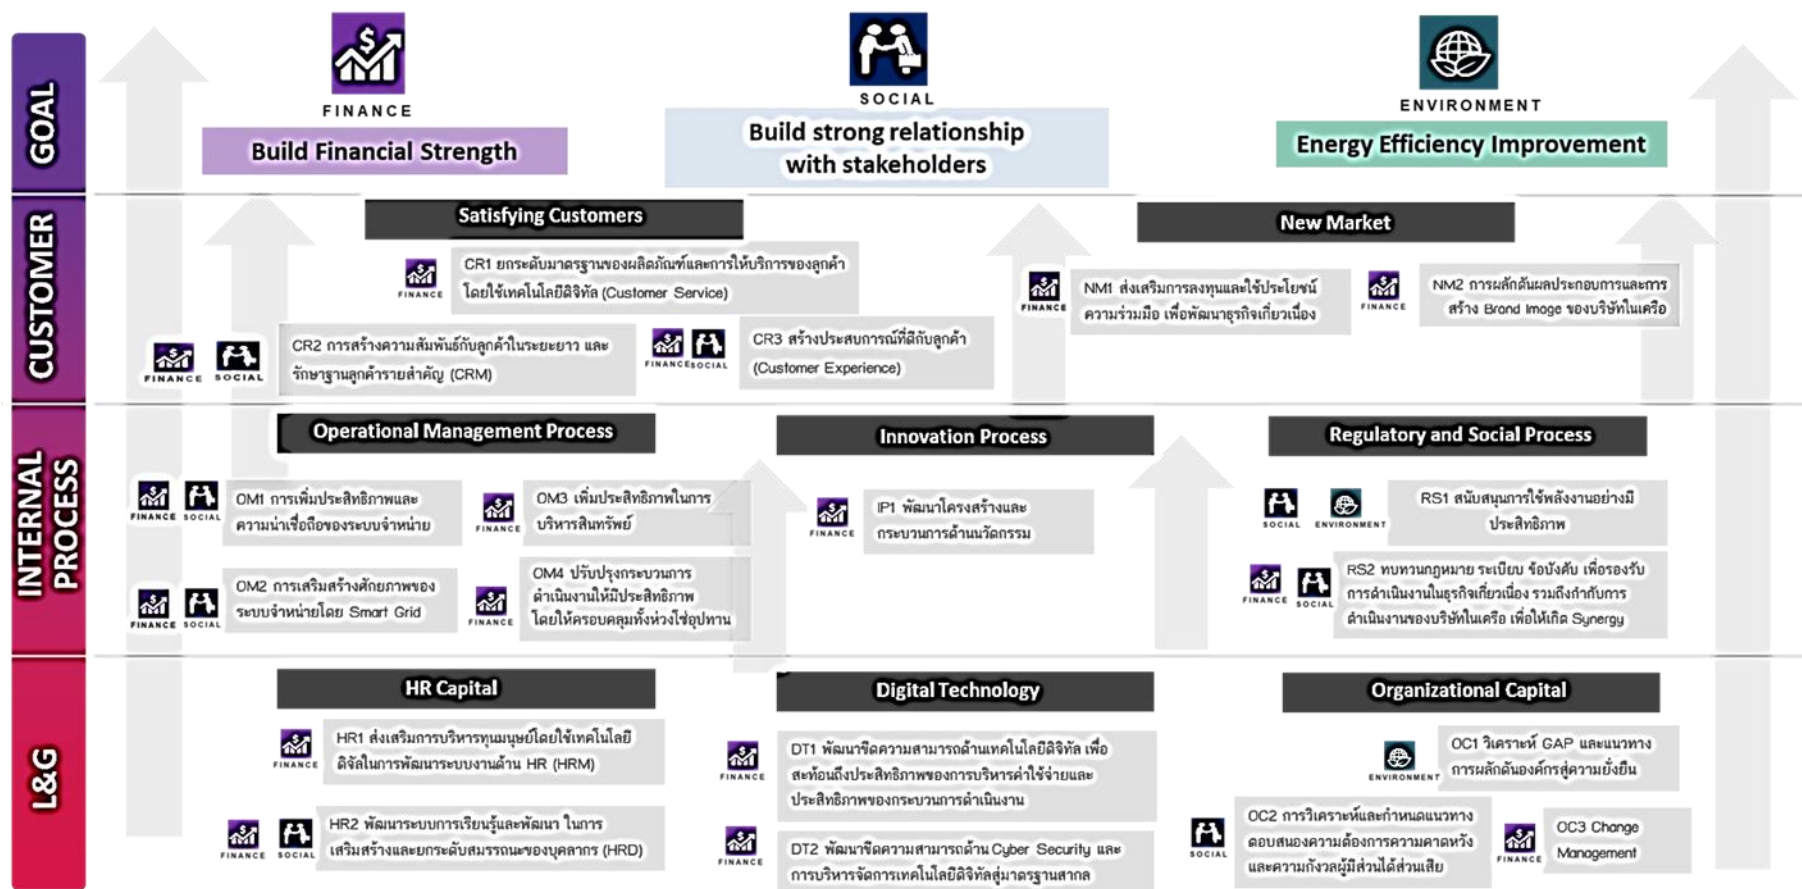 GOAL
FINANCE
Build Financial Strength
SOCIAL
Build strong relationship
with stakeholders
ENVIRONMENT
Energy Efficiency Improvement
CUSTOMER
Satisfying Customers
FINANCE
CR1 ยกระดับมาตรฐานของผลิตภัณฑ์และการให้บริการของลูกค้า
โดยใช้เทคโนโลยีดิจิทัล (Customer Service)
FINANCE
SOCIAL
CR2 การสร้างความสัมพันธ์กับลูกค้าในระยะยาว และ
รักษาฐานลูกค้ารายสำคัญ (CRM)
FINANCE
SOCIAL
CR3 สร้างประสบการณ์ที่ดีกับลูกค้า
(Customer Experience)
New Market
FINANCE
NM1 ส่งเสริมการลงทุนและใช้ประโยชน์
ความร่วมมือ เพื่อพัฒนาธุรกิจเกี่ยวเนื่อง
FINANCE
NM2 การผลักดันผลประกอบการและการ
สร้าง Brand Image ของบริษัทในเครือ
INTERNAL
PROCESS
Operational Management Process
FINANCE
SOCIAL
OM1 การเพิ่มประสิทธิภาพและ
ความน่าเชื่อถือของระบบจำหน่าย
FINANCE
OM3 เพิ่มประสิทธิภาพในการ
บริหารสินทรัพย์
FINANCE
SOCIAL
OM2 การเสริมสร้างศักยภาพของ
ระบบจำหน่ายโดย Smart Grid
FINANCE
OM4 ปรับปรุงกระบวนการ
ดำเนินงานให้มีประสิทธิภาพ
โดยให้ครอบคลุมทั้งห่วงโซ่อุปทาน
Innovation Process
FINANCE
IP1 พัฒนาโครงสร้างและ
กระบวนการด้านนวัตกรรม
Regulatory and Social Process
SOCIAL
ENVIRONMENT
RS1 สนับสนุนการใช้พลังงานอย่างมี
ประสิทธิภาพ
FINANCE
SOCIAL
RS2 ทบทวนกฎหมาย ระเบียบ ข้อบังคับ เพื่อรองรับ
การดำเนินงานในธุรกิจเกี่ยวเนื่อง รวมถึงกำกับการ
ดำเนินงานของบริษัทในเครือ เพื่อให้เกิด Synergy
L&G
HR Capital
FINANCE
HR1 ส่งเสริมการบริหารทุนมนุษย์โดยใช้เทคโนโลยี
ดิจิัลในการพัฒนาระบบงานด้าน HR (HRM)
FINANCE
SOCIAL
HR2 พัฒนาระบบการเรียนรู้และพัฒนา ในการ
เสริมสร้างและยกระดับสมรรถนะของบุคลากร (HRD)
Digital Technology
FINANCE
DT1 พัฒนาขีดความสามารถด้านเทคโนโลยีดิจิทัล เพื่อ
สะท้อนถึงประสิทธิภาพของการบริหารค่าใช้จ่ายและ
ประสิทธิภาพของกระบวนการดำเนินงาน
FINANCE
DT2 พัฒนาขีดความสามารถด้าน Cyber Security และ
การบริหารจัดการเทคโนโลยีดิจิทัลสู่มาตรฐานสากล
Organizational Capital
ENVIRONMENT
OC1 วิเคราะห์ GAP และแนวทาง
การผลักดันองค์กรสู่ความยั่งยืน
SOCIAL
OC2 การวิเคราะห์และกำหนดแนวทาง
ตอบสนองความต้องการความคาดหวัง
และความกังวลผู้มีส่วนได้ส่วนเสีย
FINANCE
OC3 Change
Management